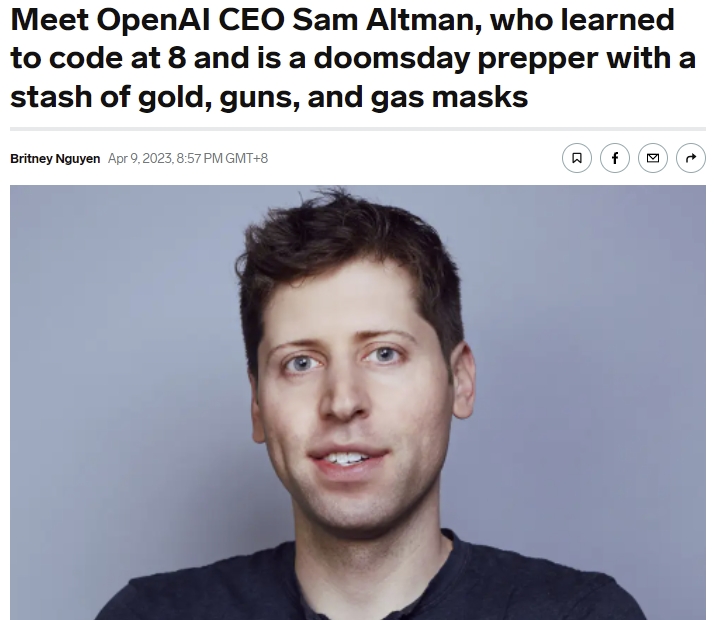 Meet OpenAI CEO Sam Altman, who learned
to code at 8 and is a doomsday prepper with a
stash of gold, guns, and gas masks
Britney Nguyen Apr 9, 2023, 8:57 PM GMT+8